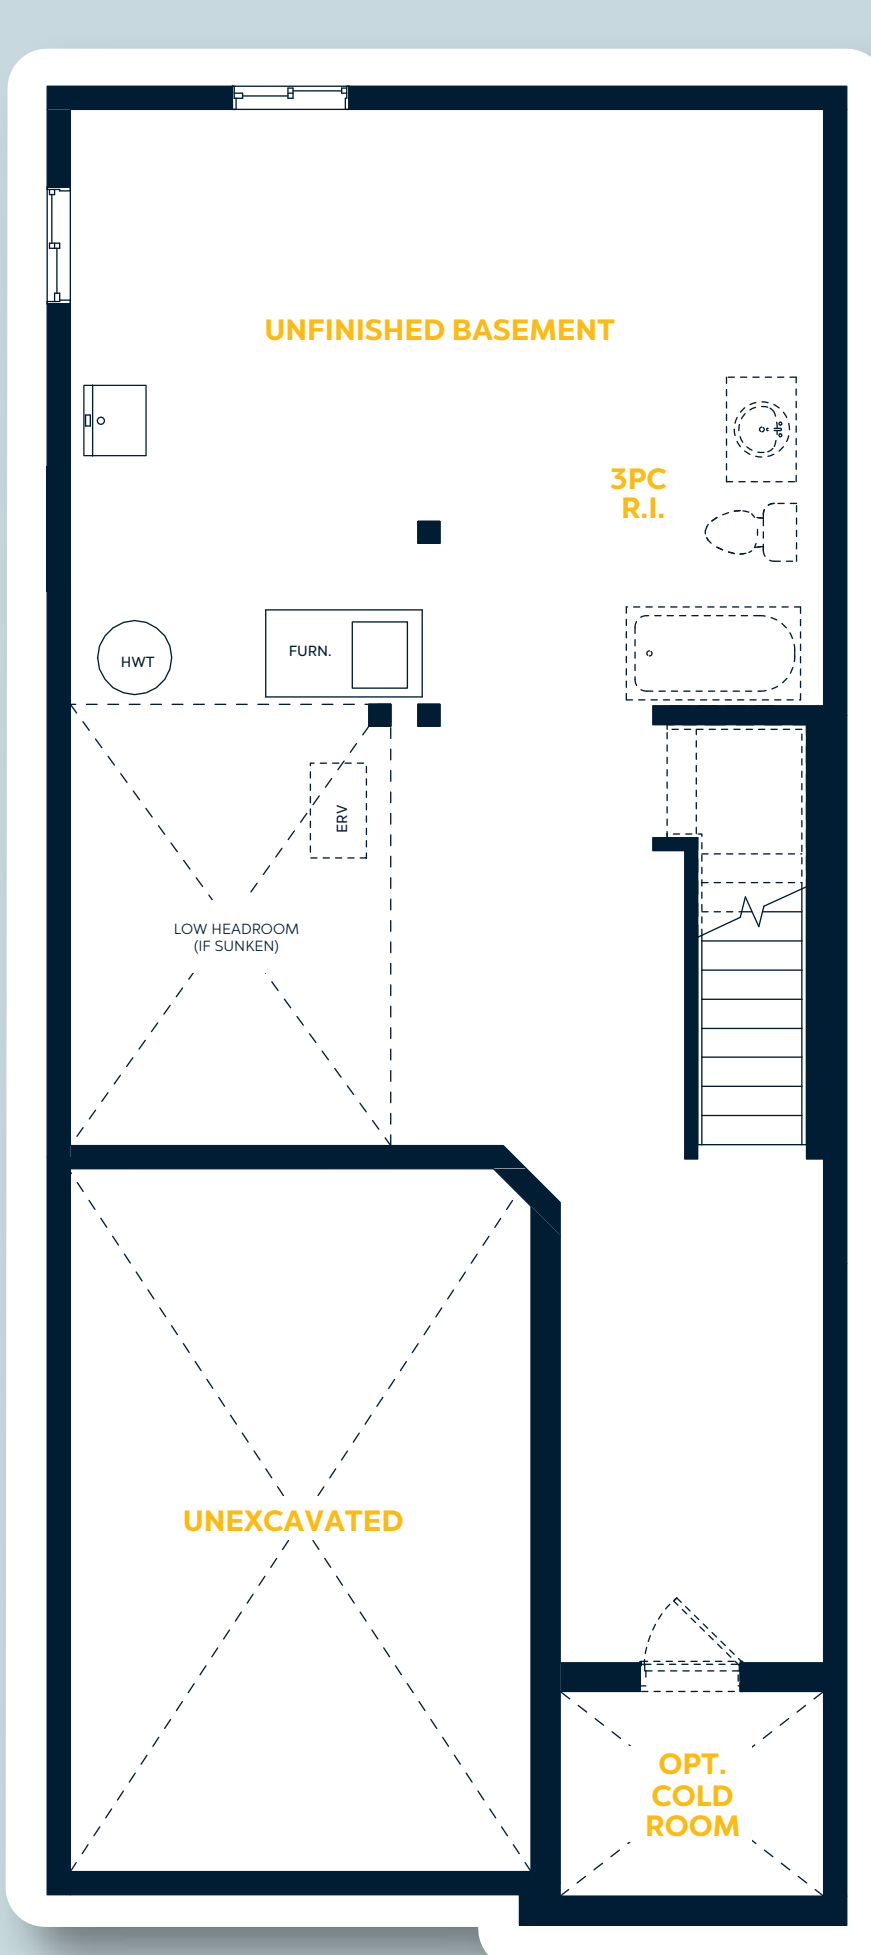 UNFINISHED BASEMENT
3PC
R.I.
HWT
FURN.
ERV
LOW HEADROOM
(IF SUNKEN)
UNEXCAVATED
OPT.
COLD
ROOM